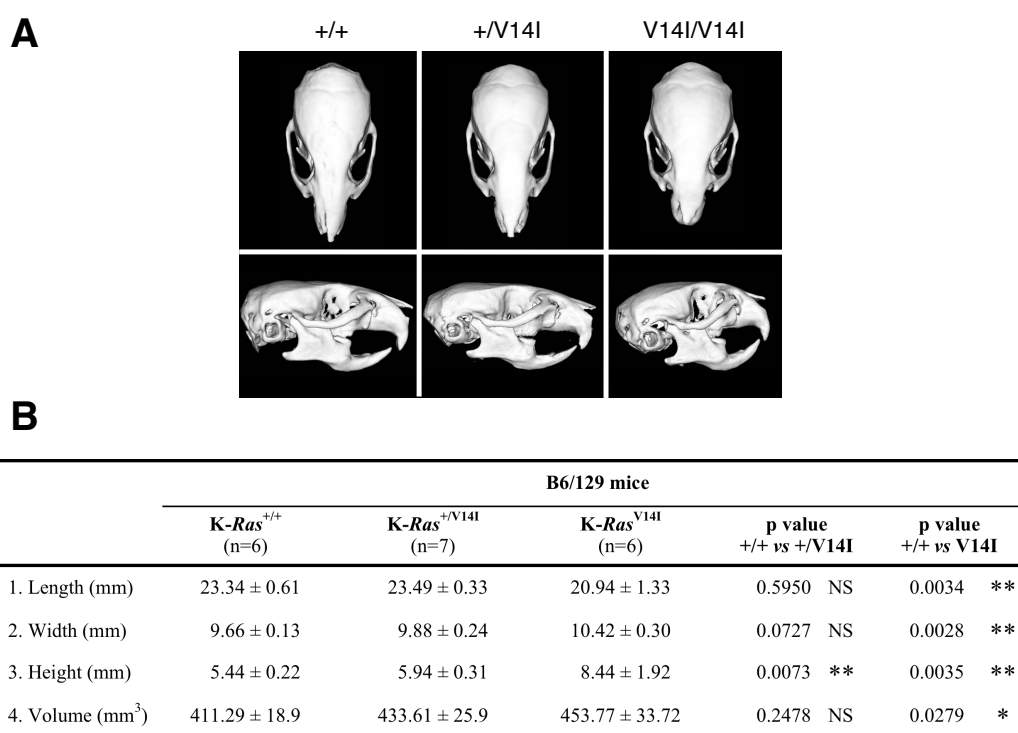 A
+/+ +/V14I V14I/V14I
B
B6/129 mice
K-Ras+/+ K-Ras+/V14I K-RasV14I p value p value
(n=6) (n=7) (n=6) +/+ vs +/V14I +/+ vs V14I
1. Length (mm) 23.34 ± 0.61 23.49 ± 0.33 20.94 ± 1.33 0.5950 NS 0.0034 **
2. Width (mm) 9.66 ± 0.13 9.88 ± 0.24 10.42 ± 0.30 0.0727 NS 0.0028 **
3. Height (mm) 5.44 ± 0.22 5.94 ± 0.31 8.44 ± 1.92 0.0073 ** 0.0035 **
4. Volume (mm3) 411.29 ± 18.9 433.61 ± 25.9 453.77 ± 33.72 0.2478 NS 0.0279 *